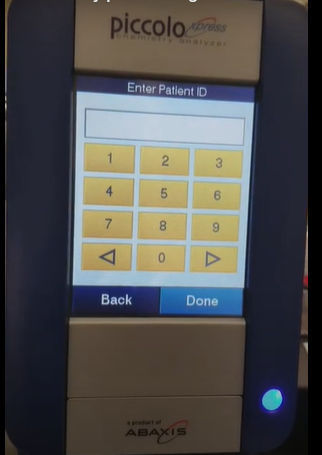 piccolo xpress
chemistry analyzer
Enter Patient ID
1 2 3
4 5 6
7 8 9
0
Back Done
a product of
ABAXIS